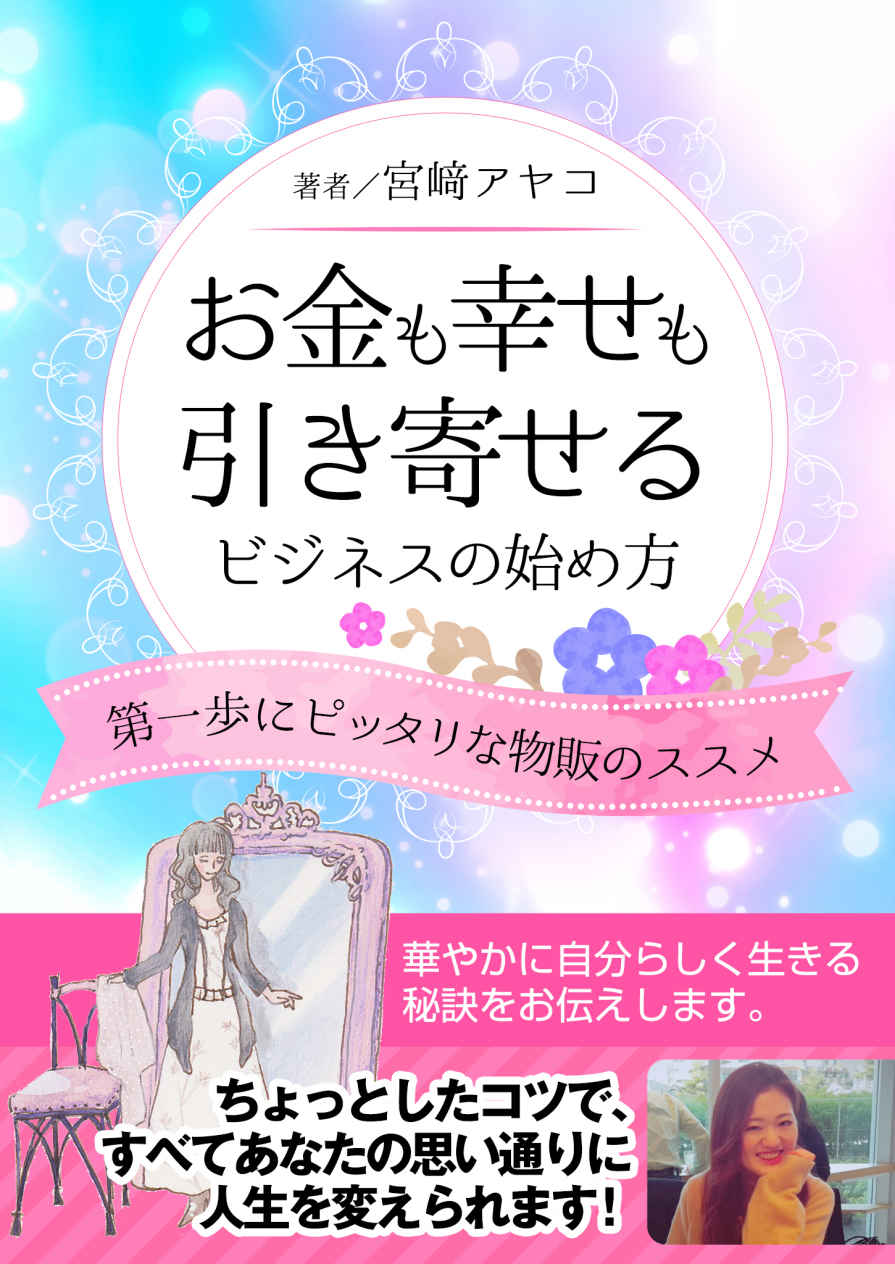 著者／宮﨑アヤコ
お金も幸せも
引き寄せる
ビジネスの始め方
第一歩にピッタリな物販のススメ
華やかに自分らしく生きる
秘訣をお伝えします。
ちょっとしたコツで、
すべてあなたの思い通りに
人生を変えられます!